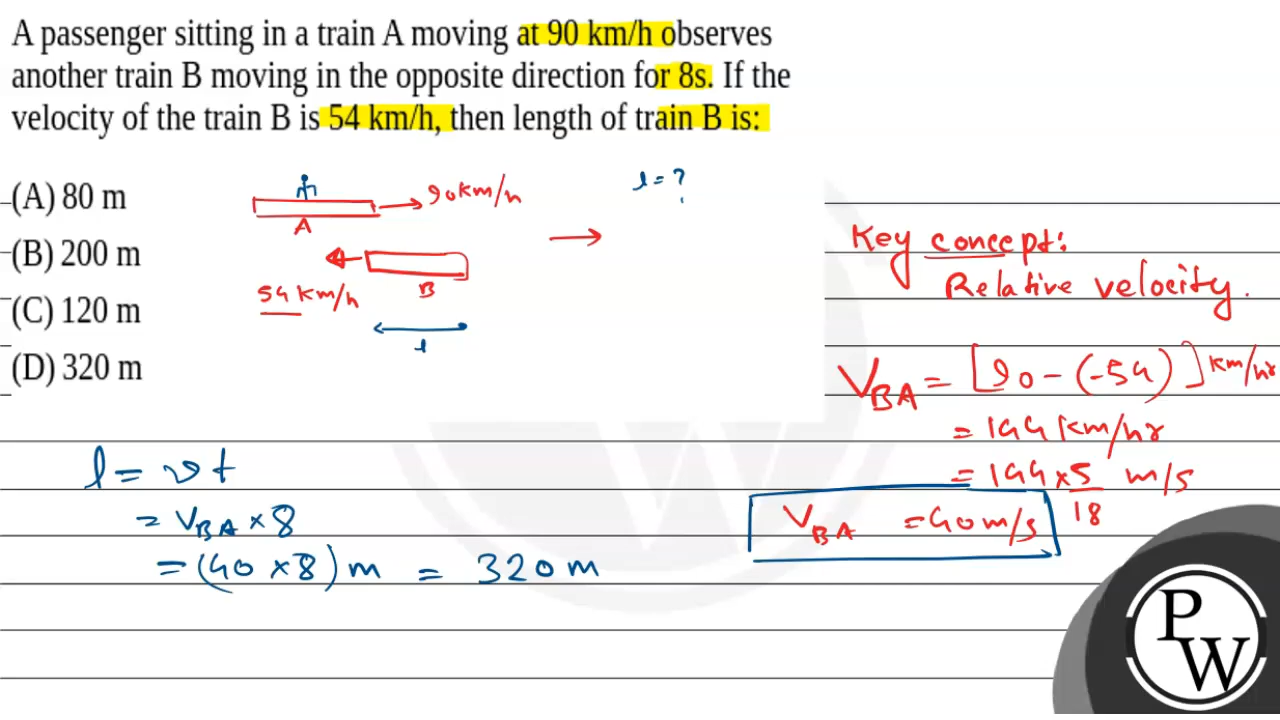 A passenger sitting in a train A moving at 90 km/h observes
another train B moving in the opposite direction for 8s. If the
velocity of the train B is 54 km/h, then length of train B is:
(A) 80 m
(B) 200 m
(C) 120 m
(D) 320 m
90 km/h
A
54 km/h
B
l
l = ?
Key concept:
Relative velocity.
V_BA = [90 - (-54)] km/hr
= 144 km/hr
= 144 × 5/18 m/s
V_BA = 40 m/s
l = vt
= V_BA × 8
= (40 × 8) m = 320 m
P
W